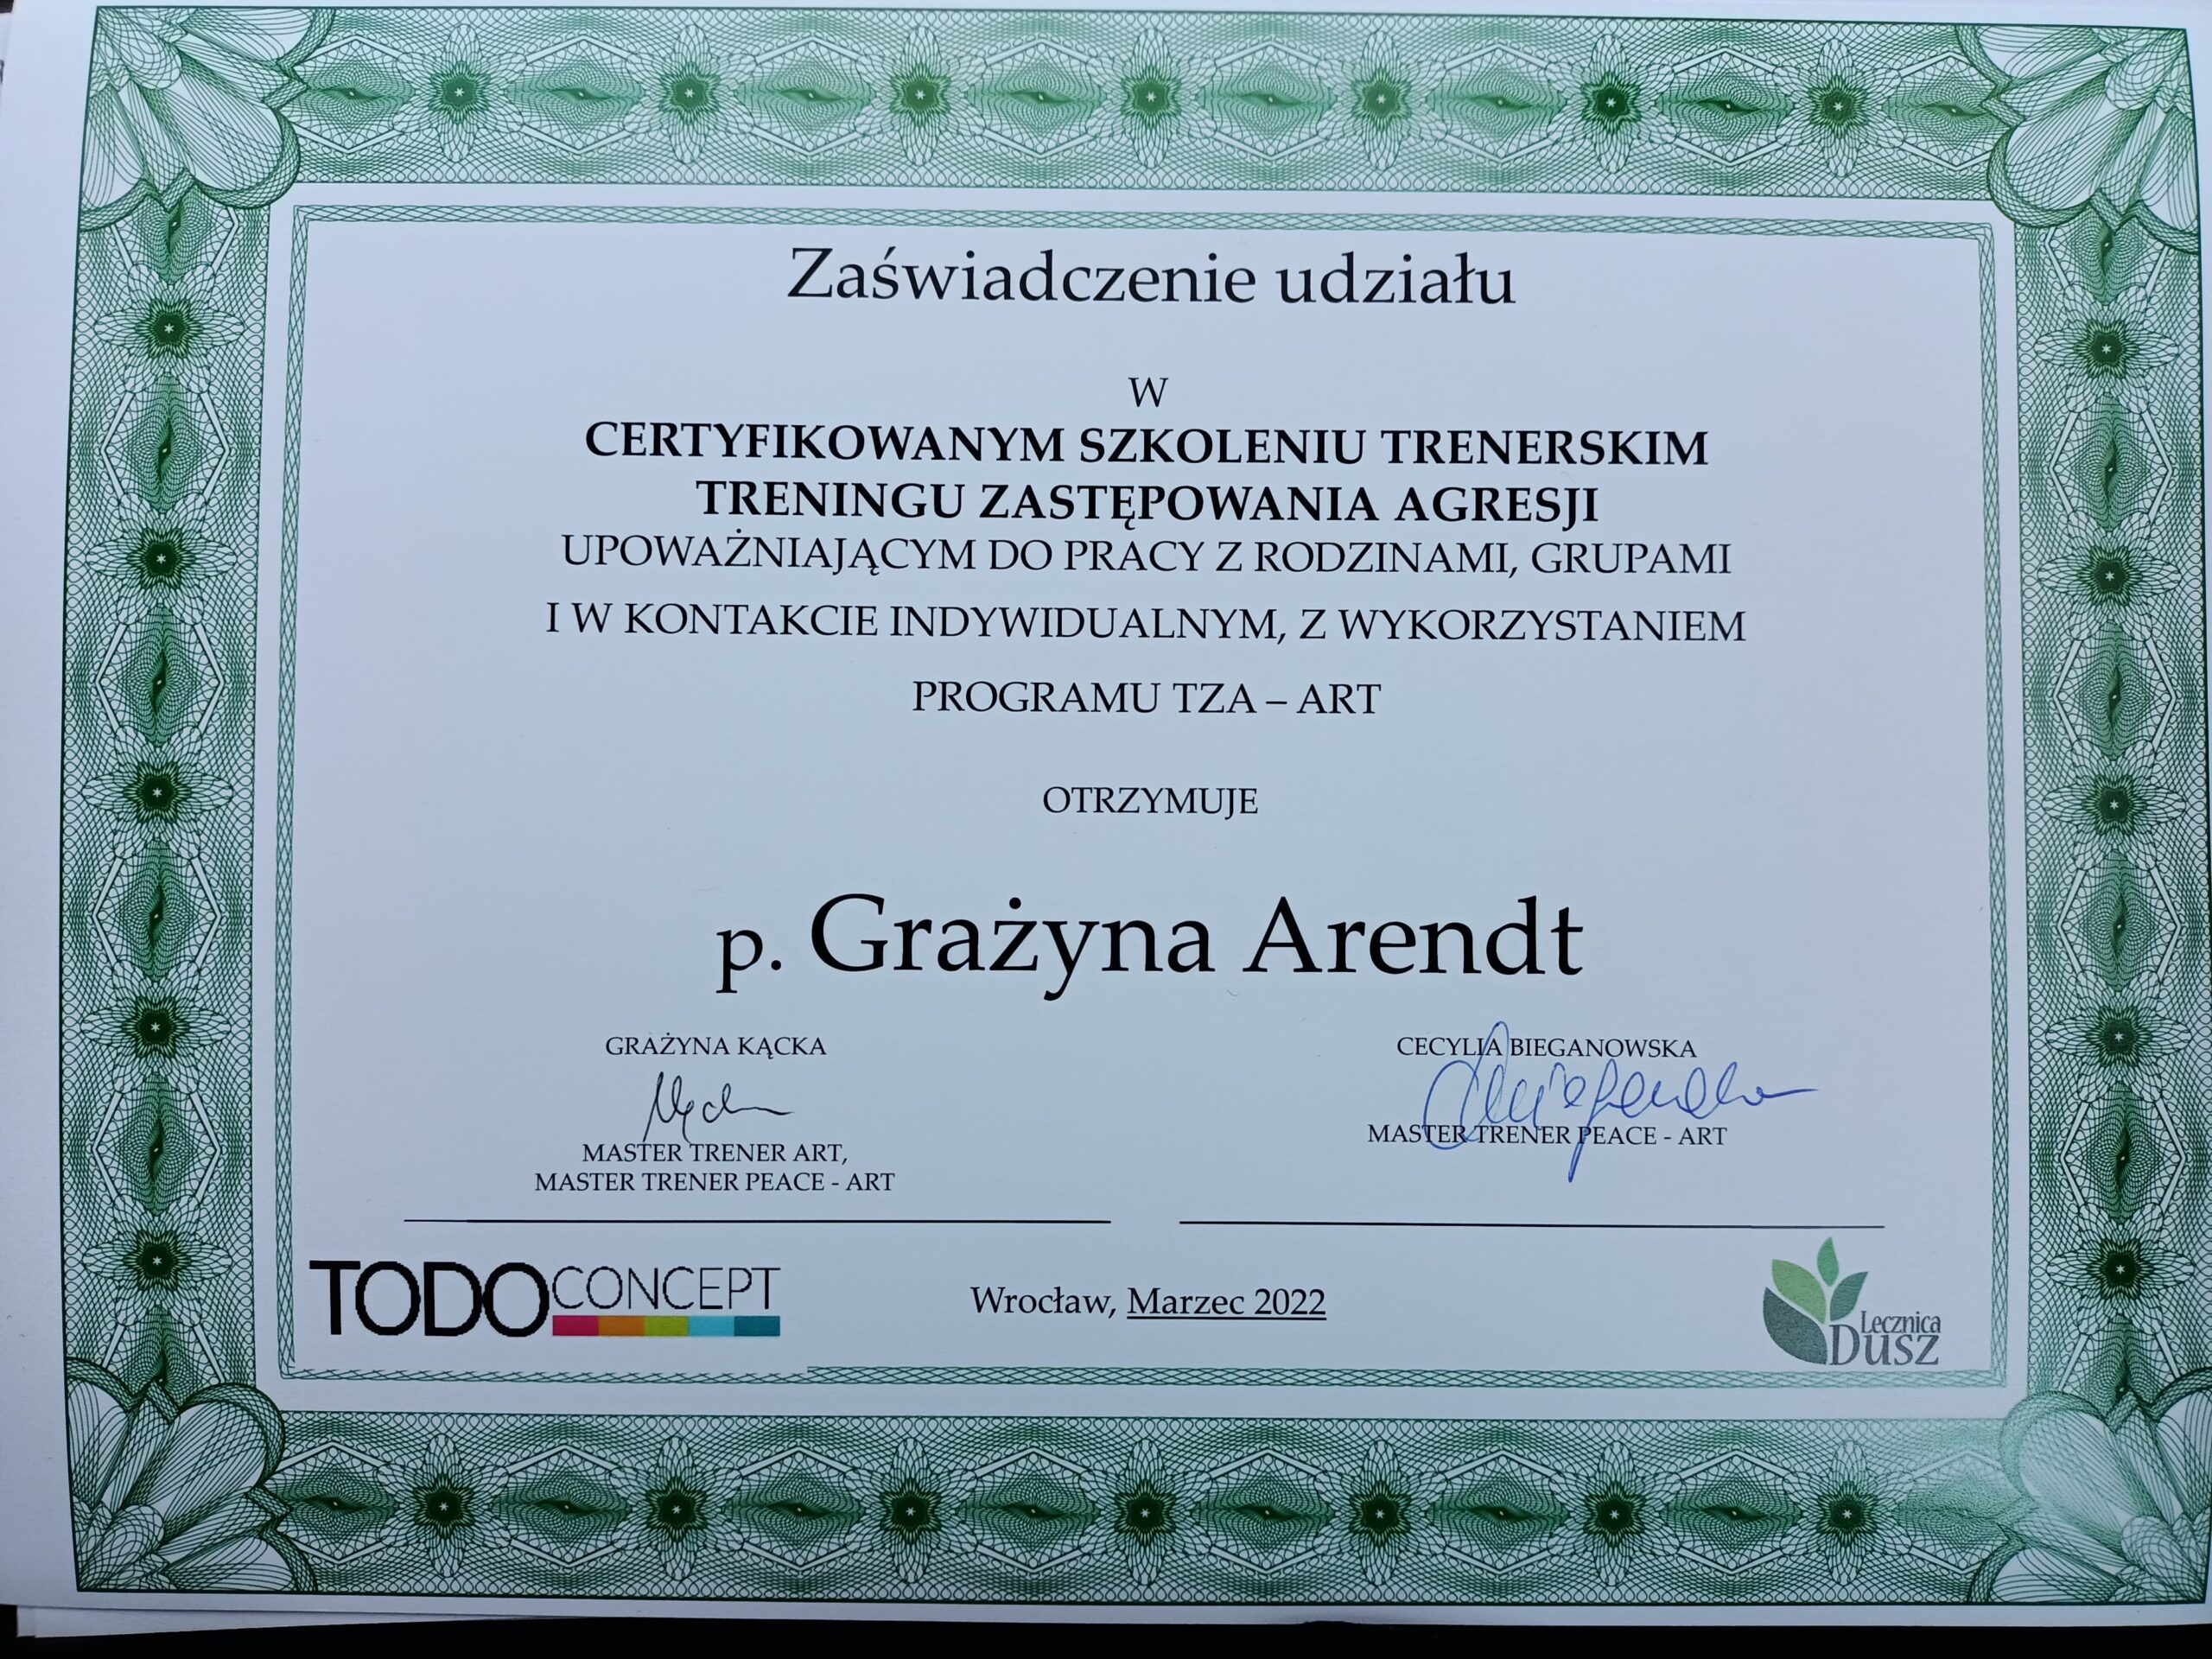 Zaświadczenie udziału
W
CERTYFIKOWANYM SZKOLENIU TRENERSKIM
TRENINGU ZASTĘPOWANIA AGRESJI
UPOWAŻNIAJĄCYM DO PRACY Z RODZINAMI, GRUPAMI
I W KONTAKCIE INDYWIDUALNYM, Z WYKORZYSTANIEM
PROGRAMU TZA – ART
OTRZYMUJE
p. Grażyna Arendt
GRAŻYNA KĄCKA
MASTER TRENER ART,
MASTER TRENER PEACE - ART
CECYLIA BIEGANOWSKA
MASTER TRENER PEACE - ART
TODOCONCEPT
Wrocław, Marzec 2022
Lecznica
Dusz